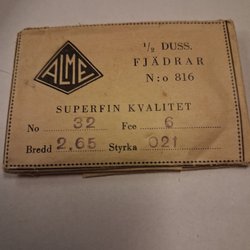 ALME
1/2 DUSS.
FJÄDRAR
N:o 816
SUPERFIN KVALITET
No 32 Fce 6
Bredd 2,65 Styrka 021